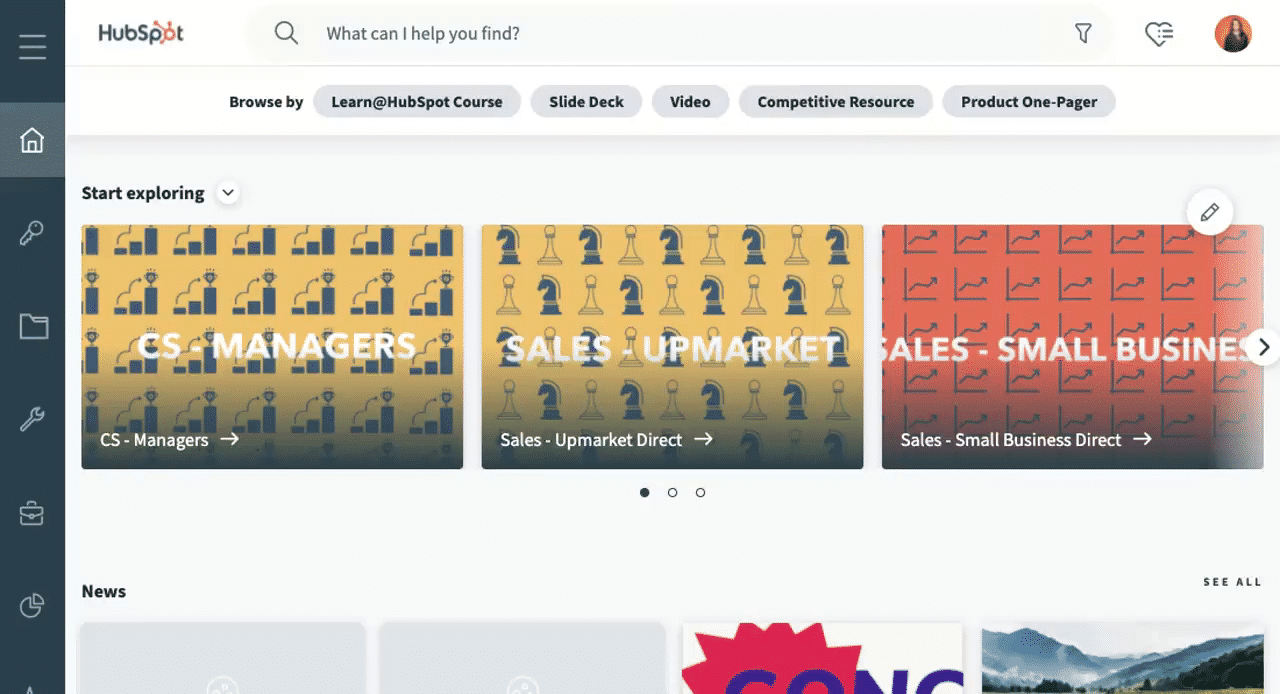 HubSpot
What can I help you find?
Browse by
Learn@HubSpot Course
Slide Deck
Video
Competitive Resource
Product One-Pager
Start exploring
CS - MANAGERS
CS - Managers
SALES - UPMARKET
Sales - Upmarket Direct
SALES - SMALL BUSINES
Sales - Small Business Direct
News
SEE ALL